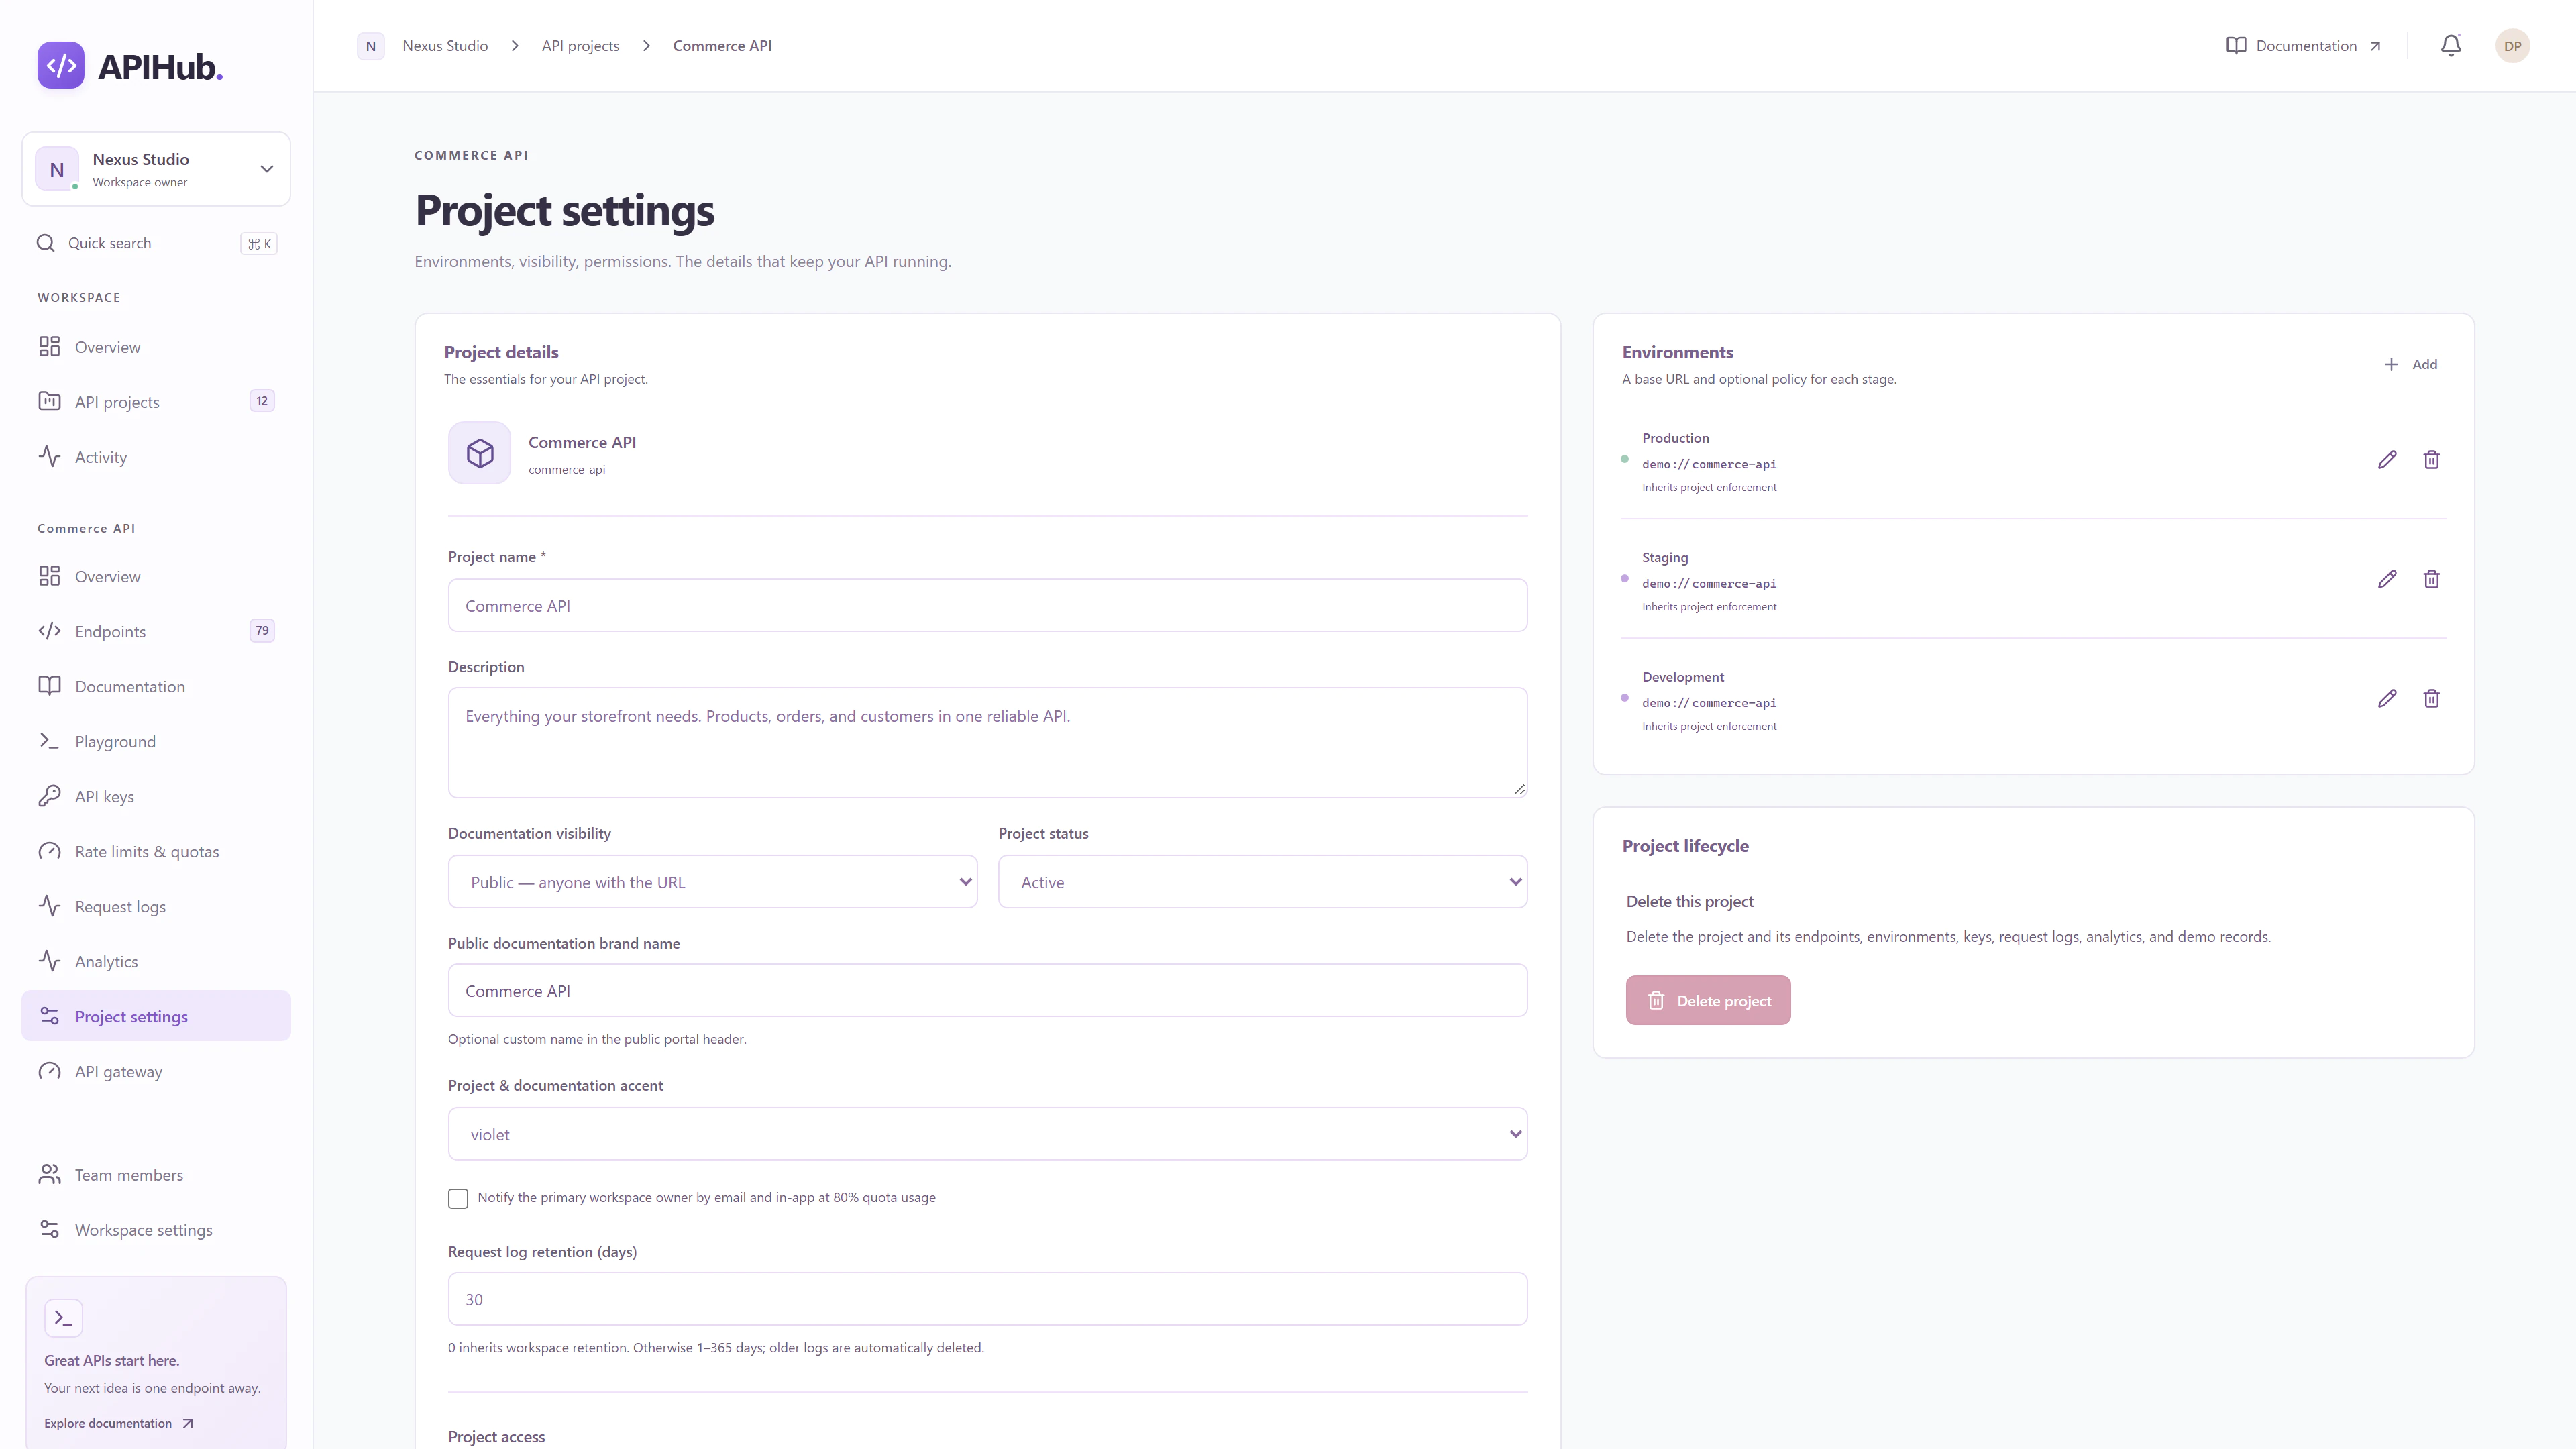 APIHub.
N
Nexus Studio
Workspace owner
Quick search
⌘ K
WORKSPACE
Overview
API projects
12
Activity
Commerce API
Overview
Endpoints
79
Documentation
Playground
API keys
Rate limits & quotas
Request logs
Analytics
Project settings
API gateway
Team members
Workspace settings
Great APIs start here.
Your next idea is one endpoint away.
Explore documentation
N
Nexus Studio
API projects
Commerce API
Documentation
DP
COMMERCE API
Project settings
Environments, visibility, permissions. The details that keep your API running.
Project details
The essentials for your API project.
Commerce API
commerce-api
Project name *
Commerce API
Description
Everything your storefront needs. Products, orders, and customers in one reliable API.
Documentation visibility
Public — anyone with the URL
Project status
Active
Public documentation brand name
Commerce API
Optional custom name in the public portal header.
Project & documentation accent
violet
Notify the primary workspace owner by email and in-app at 80% quota usage
Request log retention (days)
30
0 inherits workspace retention. Otherwise 1–365 days; older logs are automatically deleted.
Project access
Environments
A base URL and optional policy for each stage.
Add
Production
demo://commerce-api
Inherits project enforcement
Staging
demo://commerce-api
Inherits project enforcement
Development
demo://commerce-api
Inherits project enforcement
Project lifecycle
Delete this project
Delete the project and its endpoints, environments, keys, request logs, analytics, and demo records.
Delete project